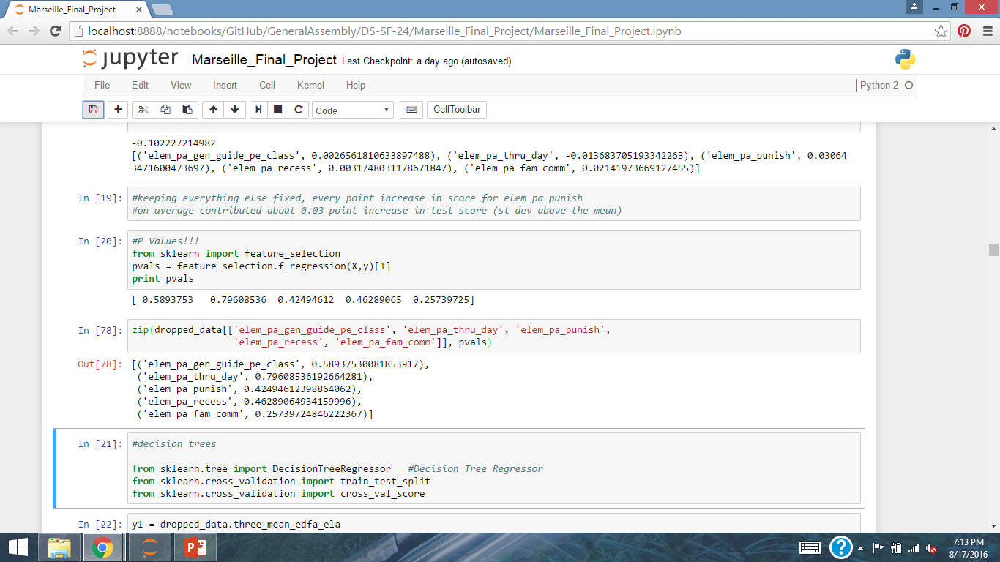 Marseille_Final_Project
localhost:8888/notebooks/GitHub/GeneralAssembly/DS-SF-24/Marseille_Final_Project/Marseille_Final_Project.ipynb
jupyter Marseille_Final_Project Last Checkpoint: a day ago (autosaved)
File Edit View Insert Cell Kernel Help Python 2
Code CellToolbar
-0.102227214982
[('elem_pa_gen_guide_pe_class', 0.0026561810633897488), ('elem_pa_thru_day', -0.013683705193342263), ('elem_pa_punish', 0.03064
3471600473697), ('elem_pa_recess', 0.0031748031178671847), ('elem_pa_fam_comm', 0.02141973669127455)]
In [19]: #keeping everything else fixed, every point increase in score for elem_pa_punish
#on average contributed about 0.03 point increase in test score (st dev above the mean)
In [20]: #P Values!!!
from sklearn import feature_selection
pvals = feature_selection.f_regression(X,y)[1]
print pvals
[ 0.5893753   0.79608536  0.42494612  0.46289065  0.25739725]
In [78]: zip(dropped_data[['elem_pa_gen_guide_pe_class', 'elem_pa_thru_day', 'elem_pa_punish',
'elem_pa_recess', 'elem_pa_fam_comm']], pvals)
Out[78]: [('elem_pa_gen_guide_pe_class', 0.58937530081853917),
('elem_pa_thru_day', 0.79608536192664281),
('elem_pa_punish', 0.42494612398864062),
('elem_pa_recess', 0.46289064934159996),
('elem_pa_fam_comm', 0.25739724846222367)]
In [21]: #decision trees
from sklearn.tree import DecisionTreeRegressor   #Decision Tree Regressor
from sklearn.cross_validation import train_test_split
from sklearn.cross_validation import cross_val_score
In [22]: y1 = dropped_data.three_mean_edfa_ela
7:13 PM
8/17/2016